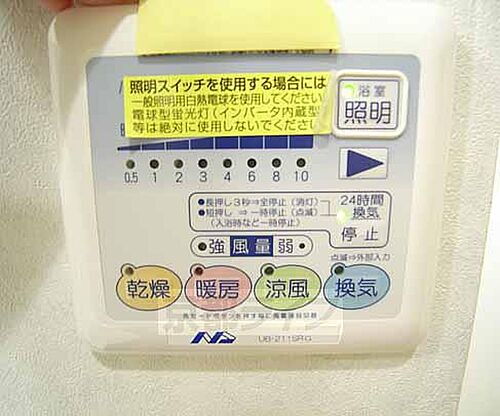 照明スイッチを使用する場合には
一般照明用白熱電球を使用してください
電球型蛍光灯(インバータ内蔵型)
等は絶対に使用しないでください
浴室
照明
0.5 1 2 3 4 6 8 10
●長押し3秒⇒全停止(消灯)
●短押し⇒一時停止(点滅)
(入浴時など一時停止)
24時間
換気
停止
強風量弱
点滅⇒外部入力
乾燥 暖房 涼風 換気
UB-211SRG